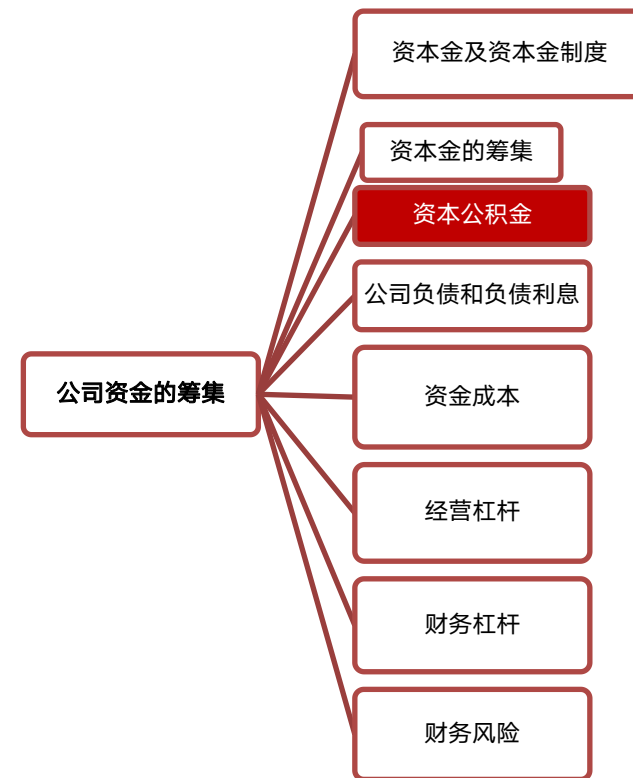 资本金及资本金制度
资本金的筹集
资本公积金
公司负债和负债利息
公司资金的筹集
资金成本
经营杠杆
财务杠杆
财务风险